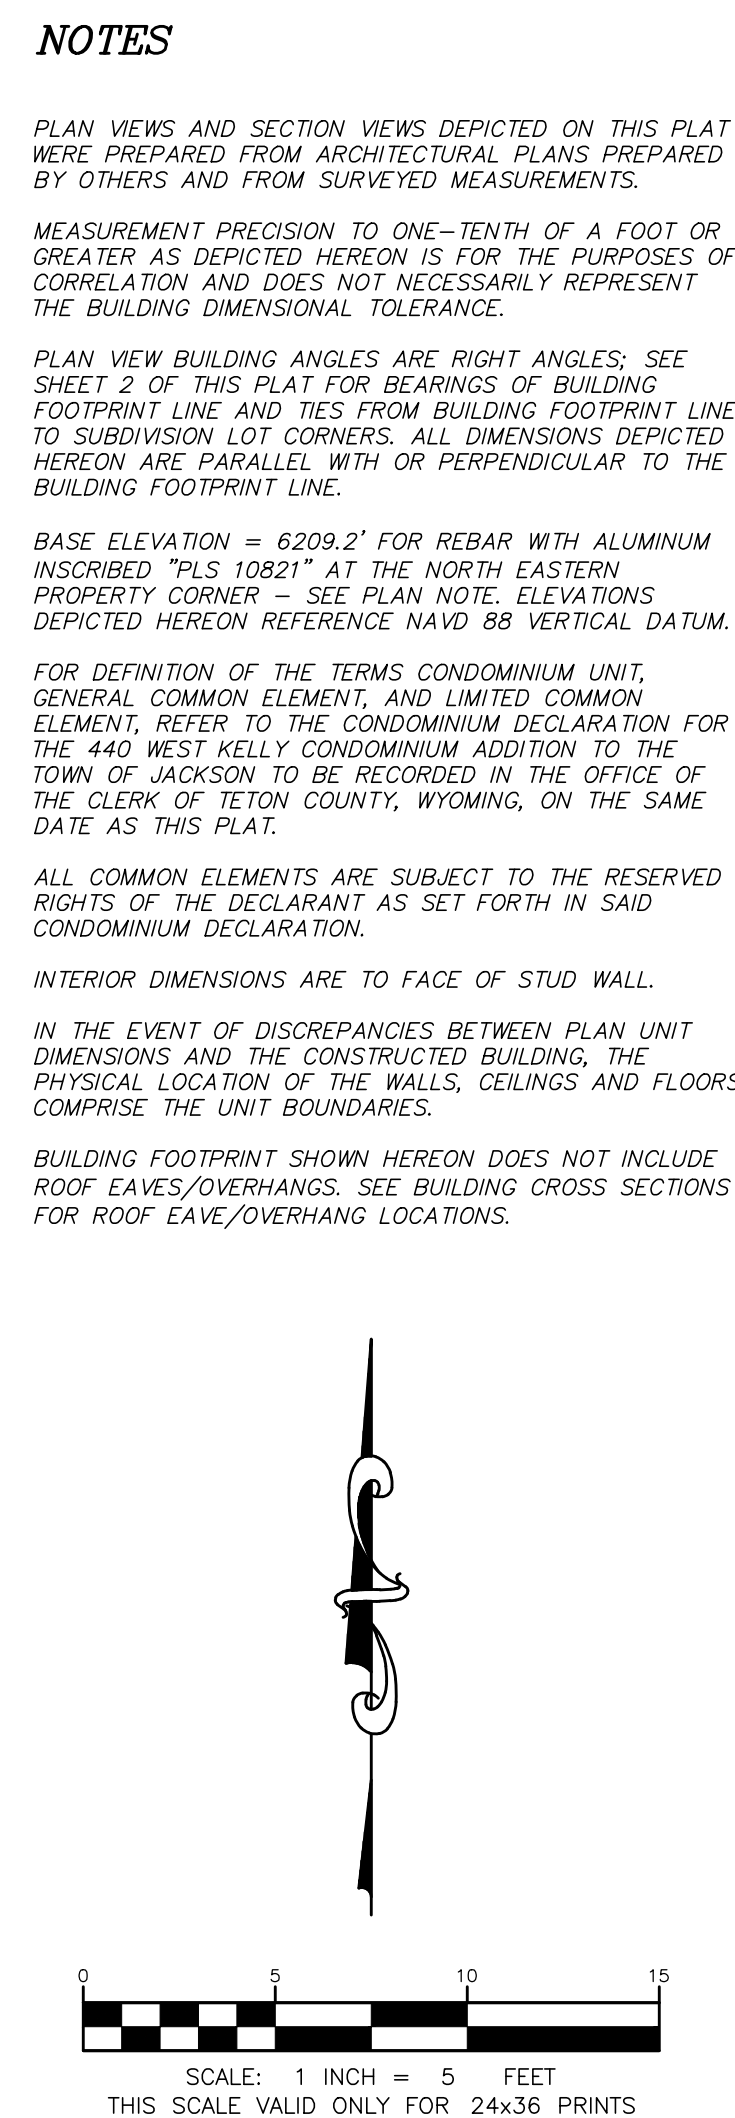 NOTES
PLAN VIEWS AND SECTION VIEWS DEPICTED ON THIS PLAT
WERE PREPARED FROM ARCHITECTURAL PLANS PREPARED
BY OTHERS AND FROM SURVEYED MEASUREMENTS.
MEASUREMENT PRECISION TO ONE–TENTH OF A FOOT OR
GREATER AS DEPICTED HEREON IS FOR THE PURPOSES OF
CORRELATION AND DOES NOT NECESSARILY REPRESENT
THE BUILDING DIMENSIONAL TOLERANCE.
PLAN VIEW BUILDING ANGLES ARE RIGHT ANGLES; SEE
SHEET 2 OF THIS PLAT FOR BEARINGS OF BUILDING
FOOTPRINT LINE AND TIES FROM BUILDING FOOTPRINT LINE
TO SUBDIVISION LOT CORNERS. ALL DIMENSIONS DEPICTED
HEREON ARE PARALLEL WITH OR PERPENDICULAR TO THE
BUILDING FOOTPRINT LINE.
BASE ELEVATION = 6209.2' FOR REBAR WITH ALUMINUM
INSCRIBED "PLS 10821" AT THE NORTH EASTERN
PROPERTY CORNER – SEE PLAN NOTE. ELEVATIONS
DEPICTED HEREON REFERENCE NAVD 88 VERTICAL DATUM.
FOR DEFINITION OF THE TERMS CONDOMINIUM UNIT,
GENERAL COMMON ELEMENT, AND LIMITED COMMON
ELEMENT, REFER TO THE CONDOMINIUM DECLARATION FOR
THE 440 WEST KELLY CONDOMINIUM ADDITION TO THE
TOWN OF JACKSON TO BE RECORDED IN THE OFFICE OF
THE CLERK OF TETON COUNTY, WYOMING, ON THE SAME
DATE AS THIS PLAT.
ALL COMMON ELEMENTS ARE SUBJECT TO THE RESERVED
RIGHTS OF THE DECLARANT AS SET FORTH IN SAID
CONDOMINIUM DECLARATION.
INTERIOR DIMENSIONS ARE TO FACE OF STUD WALL.
IN THE EVENT OF DISCREPANCIES BETWEEN PLAN UNIT
DIMENSIONS AND THE CONSTRUCTED BUILDING, THE
PHYSICAL LOCATION OF THE WALLS, CEILINGS AND FLOORS
COMPRISE THE UNIT BOUNDARIES.
BUILDING FOOTPRINT SHOWN HEREON DOES NOT INCLUDE
ROOF EAVES/OVERHANGS. SEE BUILDING CROSS SECTIONS
FOR ROOF EAVE/OVERHANG LOCATIONS.
0 5 10 15
SCALE: 1 INCH = 5 FEET
THIS SCALE VALID ONLY FOR 24x36 PRINTS